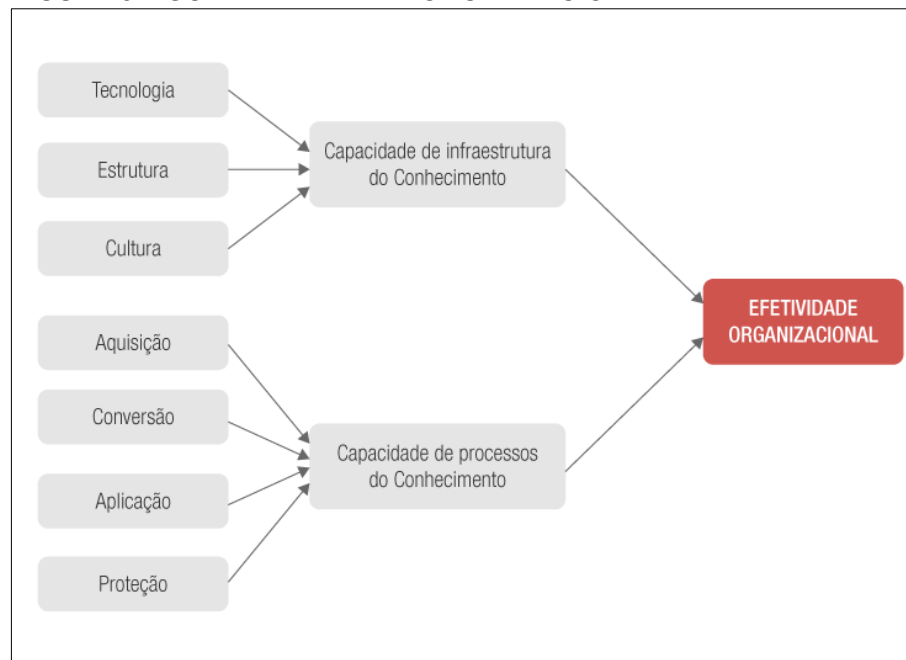 Tecnologia
Estrutura
Cultura
Capacidade de infraestrutura
do Conhecimento
Aquisição
Conversão
Aplicação
Proteção
Capacidade de processos
do Conhecimento
EFETIVIDADE
ORGANIZACIONAL